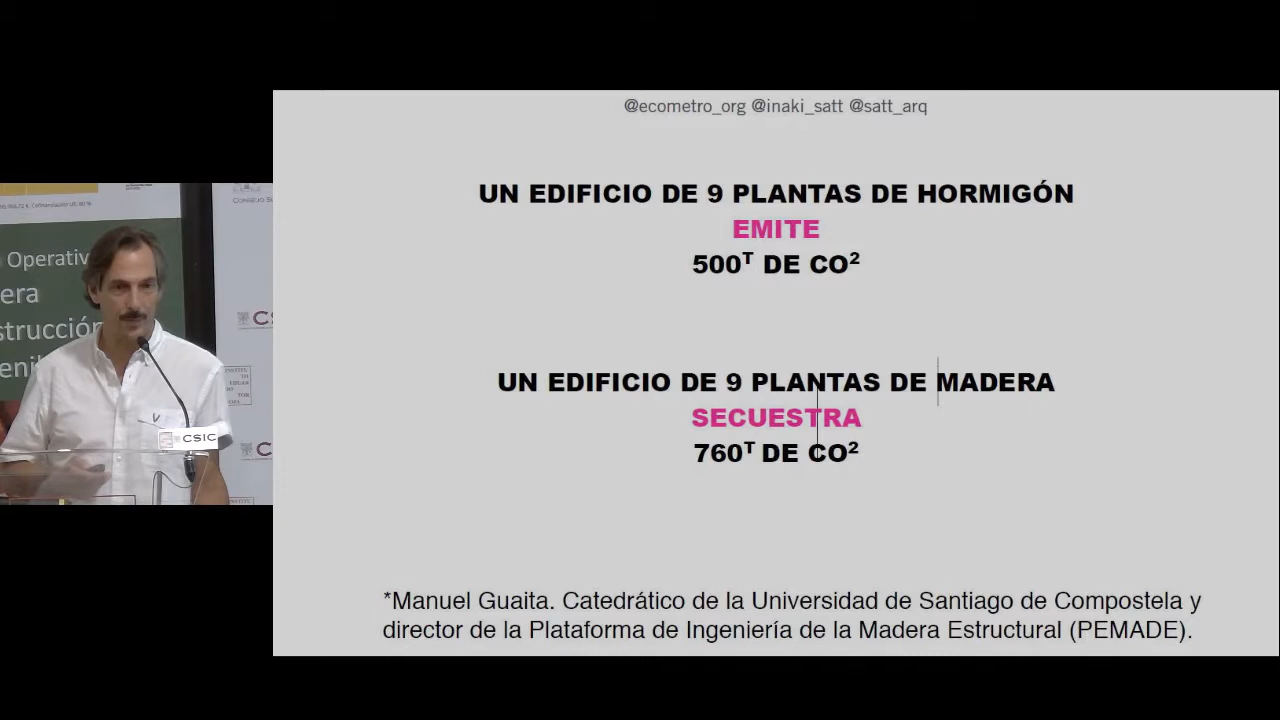 @ecometro_org @inaki_satt @satt_arq
UN EDIFICIO DE 9 PLANTAS DE HORMIGÓN
EMITE
500ᵀ DE CO²
UN EDIFICIO DE 9 PLANTAS DE MADERA
SECUESTRA
760ᵀ DE CO²
*Manuel Guaita. Catedrático de la Universidad de Santiago de Compostela y
director de la Plataforma de Ingeniería de la Madera Estructural (PEMADE).
Operativ
era
strucción
CSIC